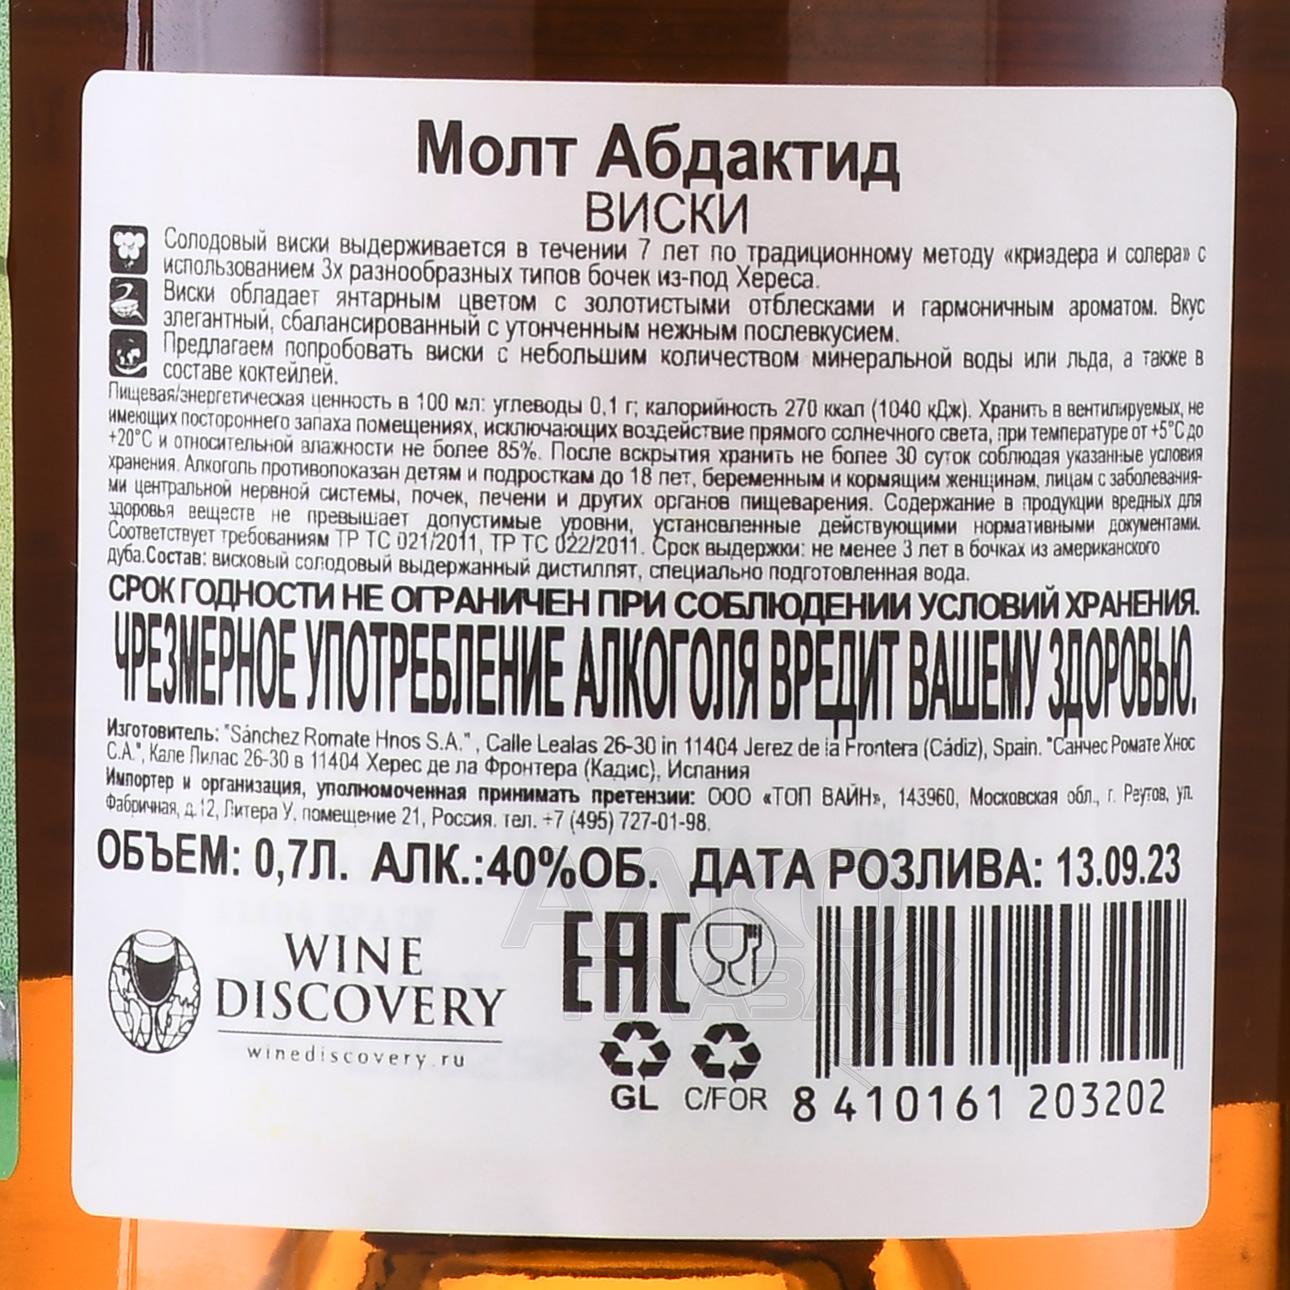 Молт Абдактид
ВИСКИ
Солодовый виски выдерживается в течении 7 лет по традиционному методу «криадера и солера» с
использованием 3х разнообразных типов бочек из-под Хереса.
Виски обладает янтарным цветом с золотистыми отблесками и гармоничным ароматом. Вкус
элегантный, сбалансированный с утонченным нежным послевкусием.
Предлагаем попробовать виски с небольшим количеством минеральной воды или льда, а также в
составе коктейлей.
Пищевая/энергетическая ценность в 100 мл: углеводы 0,1 г; калорийность 270 ккал (1040 кДж). Хранить в вентилируемых, не
имеющих постороннего запаха помещениях, исключающих воздействие прямого солнечного света, при температуре от +5°С до
+20°С и относительной влажности не более 85%. После вскрытия хранить не более 30 суток соблюдая указанные условия
хранения. Алкоголь противопоказан детям и подросткам до 18 лет, беременным и кормящим женщинам, лицам с заболевания-
ми центральной нервной системы, почек, печени и других органов пищеварения. Содержание в продукции вредных для
здоровья веществ не превышает допустимые уровни, установленные действующими нормативными документами.
Соответствует требованиям ТР ТС 021/2011, ТР ТС 022/2011. Срок выдержки: не менее 3 лет в бочках из американского
дуба.Состав: висковый солодовый выдержанный дистиллят, специально подготовленная вода.
СРОК ГОДНОСТИ НЕ ОГРАНИЧЕН ПРИ СОБЛЮДЕНИИ УСЛОВИЙ ХРАНЕНИЯ.
ЧРЕЗМЕРНОЕ УПОТРЕБЛЕНИЕ АЛКОГОЛЯ ВРЕДИТ ВАШЕМУ ЗДОРОВЬЮ.
Изготовитель: "Sánchez Romate Hnos S.A." , Calle Lealas 26-30 in 11404 Jerez de la Frontera (Cádiz), Spain. "Санчес Ромате Хнос
С.А.", Кале Лилас 26-30 в 11404 Херес де ла Фронтера (Кадис), Испания
Импортер и организация, уполномоченная принимать претензии: ООО «ТОП ВАЙН», 143960, Московская обл., г. Реутов, ул.
Фабричная, д.12, Литера У, помещение 21, Россия. тел. +7 (495) 727-01-98.
ОБЪЕМ: 0,7Л. АЛК.:40%ОБ. ДАТА РОЗЛИВА: 13.09.23
WINE
DISCOVERY
winediscovery.ru
EAC
GL C/FOR
8 410161 203202
АЛКО
ПЛАЗА